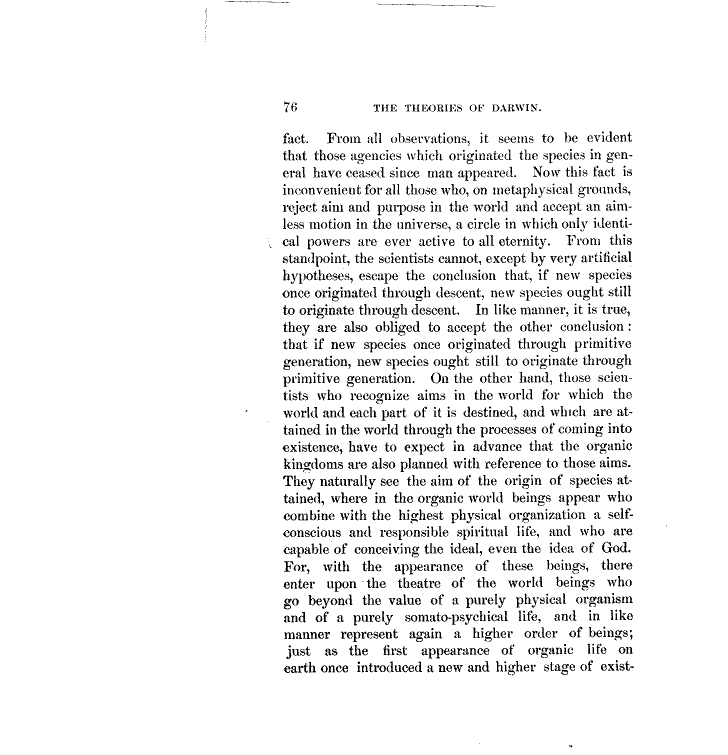 76 THE THEORIES OF DARWIN.
fact. From all observations, it seems to be evident
that those agencies which originated the species in gen-
eral have ceased since man appeared. Now this fact is
inconvenient for all those who, on metaphysical grounds,
reject aim and purpose in the world and accept an aim-
less motion in the universe, a circle in which only identi-
cal powers are ever active to all eternity. From this
standpoint, the scientists cannot, except by very artificial
hypotheses, escape the conclusion that, if new species
once originated through descent, new species ought still
to originate through descent. In like manner, it is true,
they are also obliged to accept the other conclusion:
that if new species once originated through primitive
generation, new species ought still to originate through
primitive generation. On the other hand, those scien-
tists who recognize aims in the world for which the
world and each part of it is destined, and which are at-
tained in the world through the processes of coming into
existence, have to expect in advance that the organic
kingdoms are also planned with reference to those aims.
They naturally see the aim of the origin of species at-
tained, where in the organic world beings appear who
combine with the highest physical organization a self-
conscious and responsible spiritual life, and who are
capable of conceiving the ideal, even the idea of God.
For, with the appearance of these beings, there
enter upon the theatre of the world beings who
go beyond the value of a purely physical organism
and of a purely somato-psychical life, and in like
manner represent again a higher order of beings;
just as the first appearance of organic life on
earth once introduced a new and higher stage of exist-